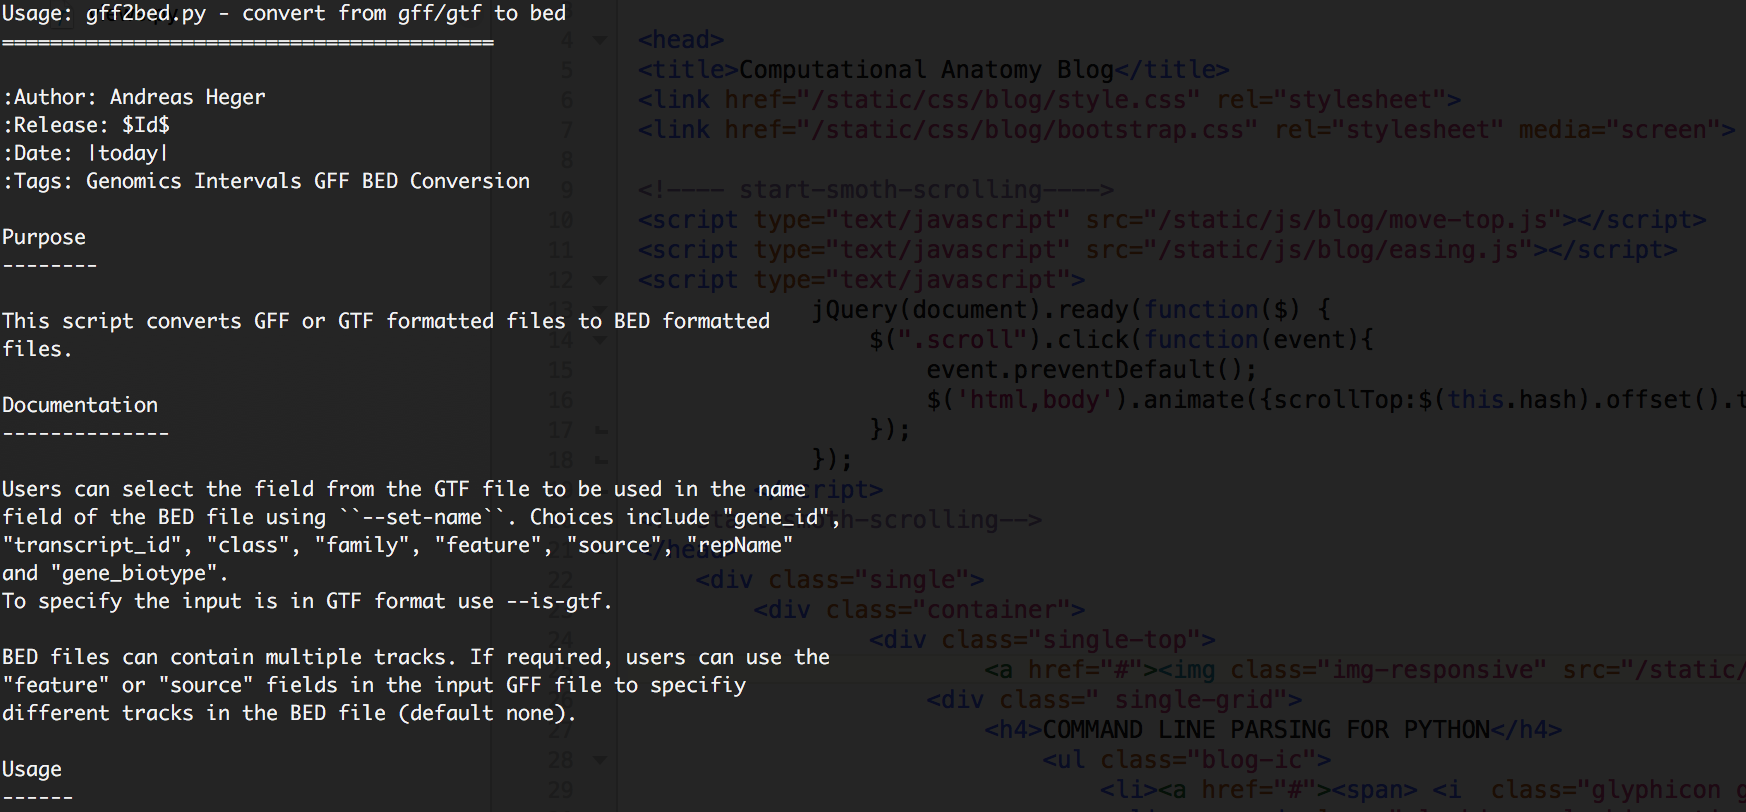 Usage: gff2bed.py - convert from gff/gtf to bed
=========================================
:Author: Andreas Heger
:Release: $Id$
:Date: |today|
:Tags: Genomics Intervals GFF BED Conversion
Purpose
--------
This script converts GFF or GTF formatted files to BED formatted
files.
Documentation
--------------
Users can select the field from the GTF file to be used in the name
field of the BED file using ``--set-name``. Choices include "gene_id",
"transcript_id", "class", "family", "feature", "source", "repName"
and "gene_biotype".
To specify the input is in GTF format use --is-gtf.
BED files can contain multiple tracks. If required, users can use the
"feature" or "source" fields in the input GFF file to specifiy
different tracks in the BED file (default none).
Usage
------
4 <head>
5 <title>Computational Anatomy Blog</title>
6 <link href="/static/css/blog/style.css" rel="stylesheet">
7 <link href="/static/css/blog/bootstrap.css" rel="stylesheet" media="screen">
8
9 <!---- start-smoth-scrolling---->
10 <script type="text/javascript" src="/static/js/blog/move-top.js"></script>
11 <script type="text/javascript" src="/static/js/blog/easing.js"></script>
12 <script type="text/javascript">
13 jQuery(document).ready(function($) {
14 $(".scroll").click(function(event){
15 event.preventDefault();
16 $('html,body').animate({scrollTop:$(this.hash).offset().t
17 });
18 });
script>
-smoth-scrolling-->
21 </head>
22 <div class="single">
23 <div class="container">
24 <div class="single-top">
<a href="#"><img class="img-responsive" src="/static/
26 <div class=" single-grid">
27 <h4>COMMAND LINE PARSING FOR PYTHON</h4>
28 <ul class="blog-ic">
29 <li><a href="#"><span> <i class="glyphicon g